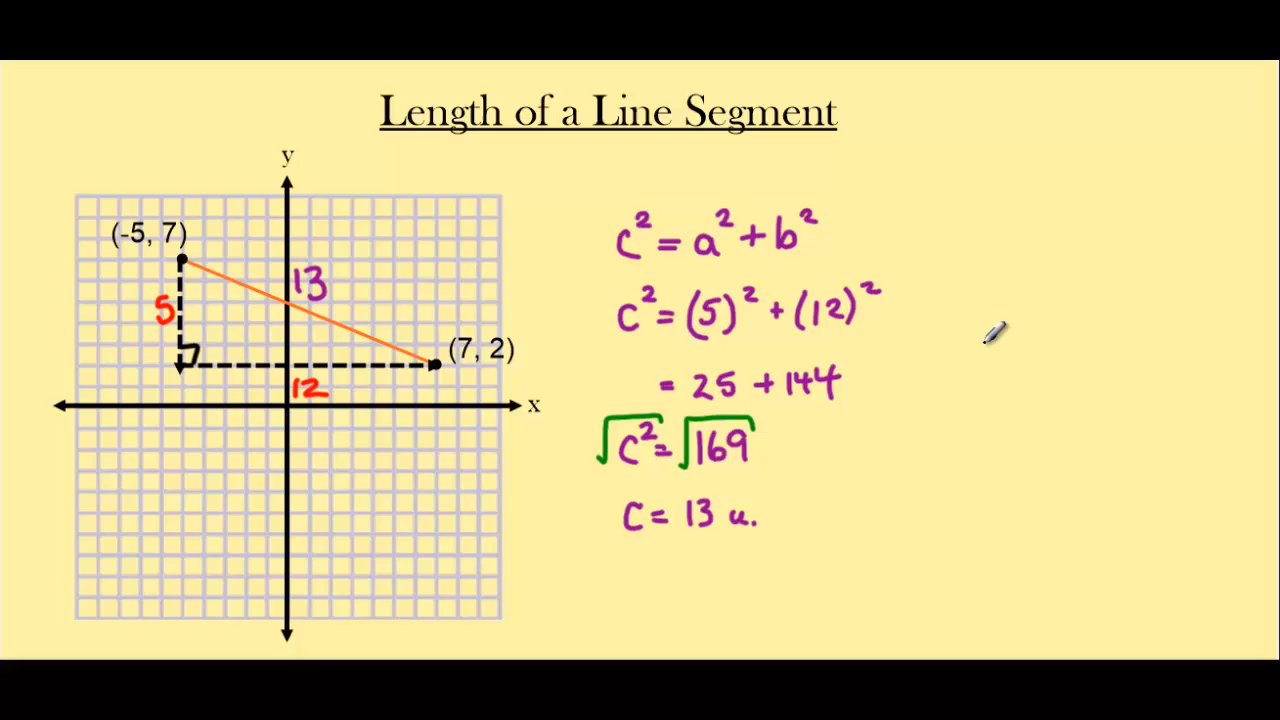 Length of a Line Segment
y
(-5, 7)
13
5
(7, 2)
12
x
c² = a² + b²
c² = (5)² + (12)²
= 25 + 144
√c² = √169
c = 13 u.